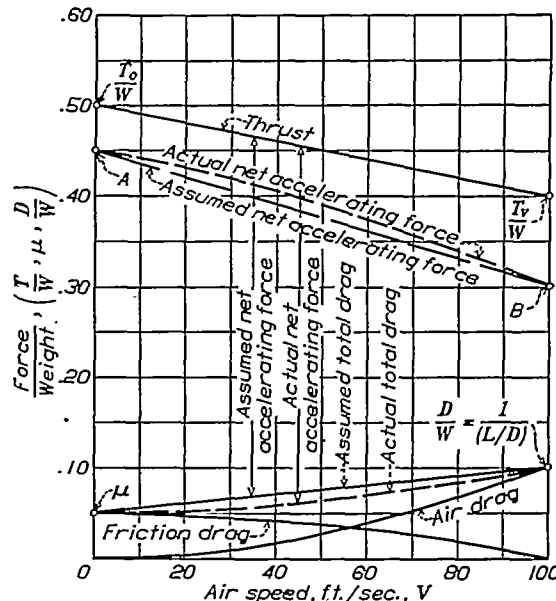 .60
.50
.40
.30
.20
.10
0
Force/Weight, (T/W, μ, D/W)
T₀/W
Thrust
Actual net accelerating force
Assumed net accelerating force
A
Tᵥ/W
B
Assumed net
accelerating force
Actual net
accelerating force
Assumed total drag
Actual total drag
D/W = 1/(L/D)
μ
Friction drag
Air drag
20 40 60 80 100
Air speed, ft./sec., V